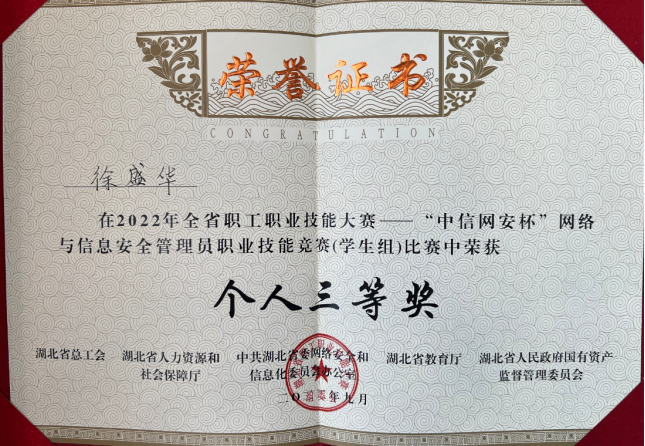 荣誉证书
CONGRATULATION
徐盛华
在2022年全省职工职业技能大赛——“中信网安杯”网络
与信息安全管理员职业技能竞赛(学生组)比赛中荣获
个人三等奖
湖北省总工会 湖北省人力资源和 中共湖北省委网络安全和 湖北省教育厅 湖北省人民政府国有资产
社会保障厅 信息化委员会办公室 监督管理委员会
二〇二二年九月